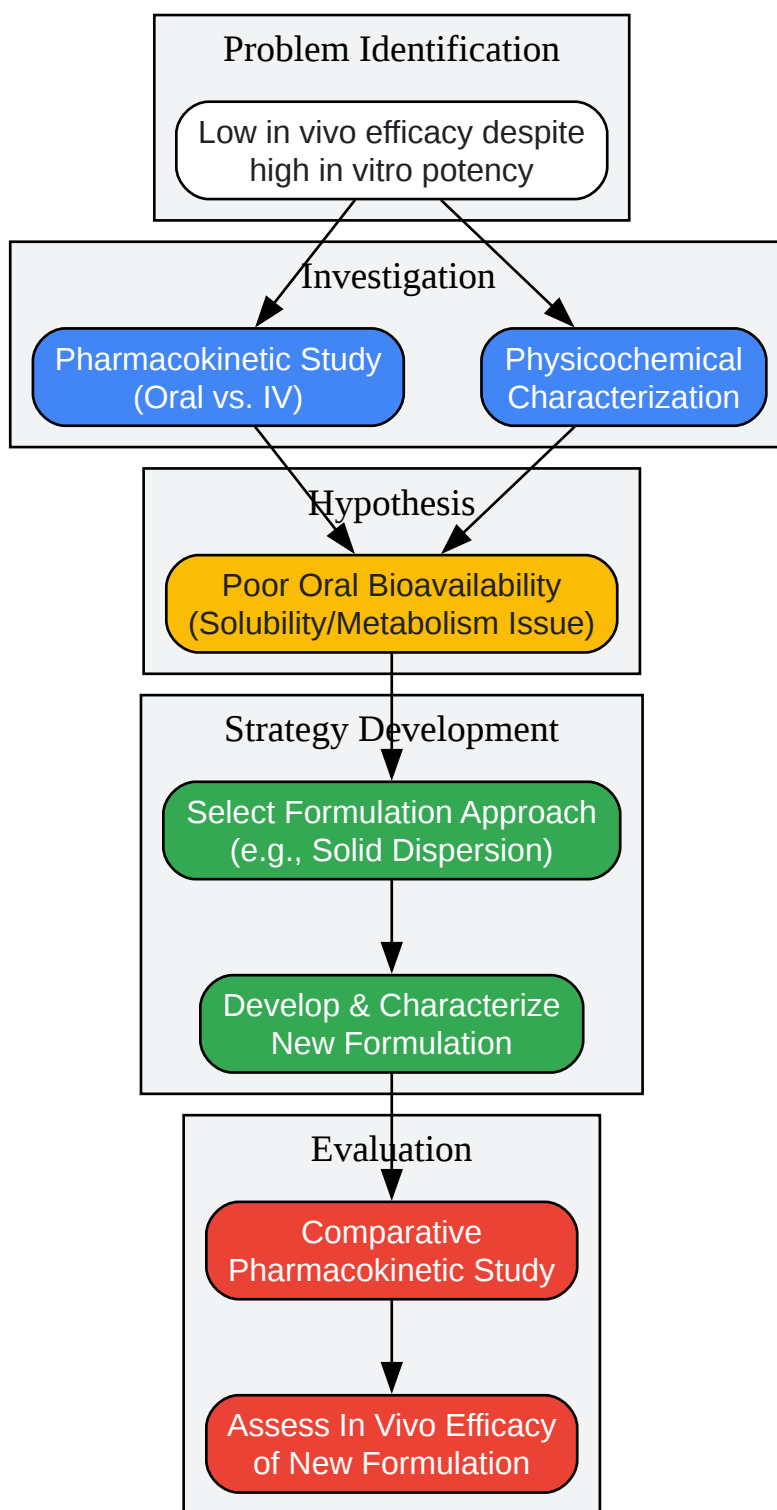 Problem Identification
Low in vivo efficacy despite
high in vitro potency
Investigation
Pharmacokinetic Study
(Oral vs. IV)
Physicochemical
Characterization
Hypothesis
Poor Oral Bioavailability
(Solubility/Metabolism Issue)
Strategy Development
Select Formulation Approach
(e.g., Solid Dispersion)
Develop & Characterize
New Formulation
Evaluation
Comparative
Pharmacokinetic Study
Assess In Vivo Efficacy
of New Formulation